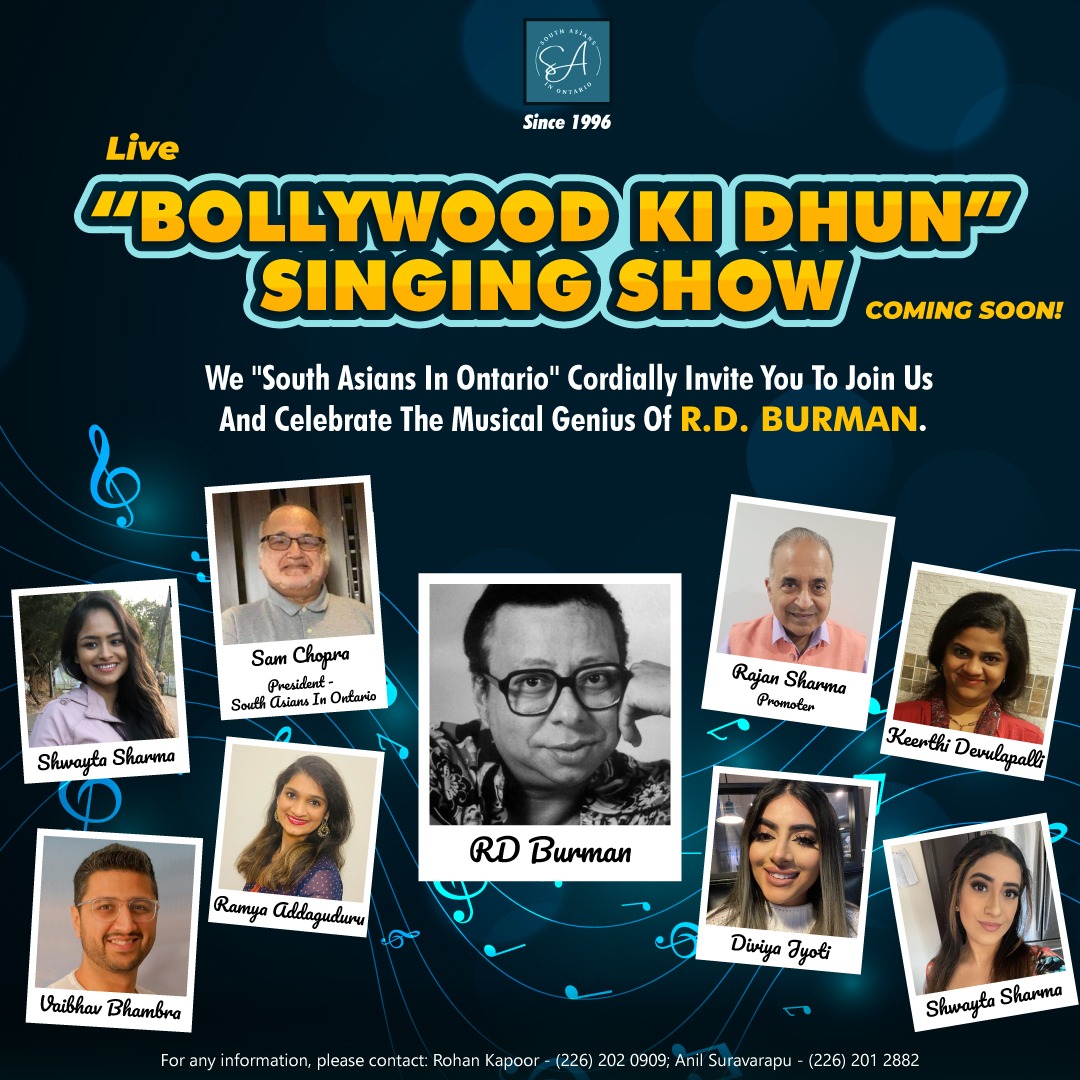 SOUTH ASIANS
SA
IN ONTARIO
Since 1996
Live
"BOLLYWOOD KI DHUN"
SINGING SHOW
COMING SOON!
We "South Asians In Ontario" Cordially Invite You To Join Us
And Celebrate The Musical Genius Of R.D. BURMAN.
Sam Chopra
President -
South Asians In Ontario
Rajan Sharma
Promoter
Shwayta Sharma
Keerthi Devulapalli
RD Burman
Ramya Addaguduru
Diviya Jyoti
Vaibhav Bhambra
Shwayta Sharma
For any information, please contact: Rohan Kapoor - (226) 202 0909; Anil Suravarapu - (226) 201 2882